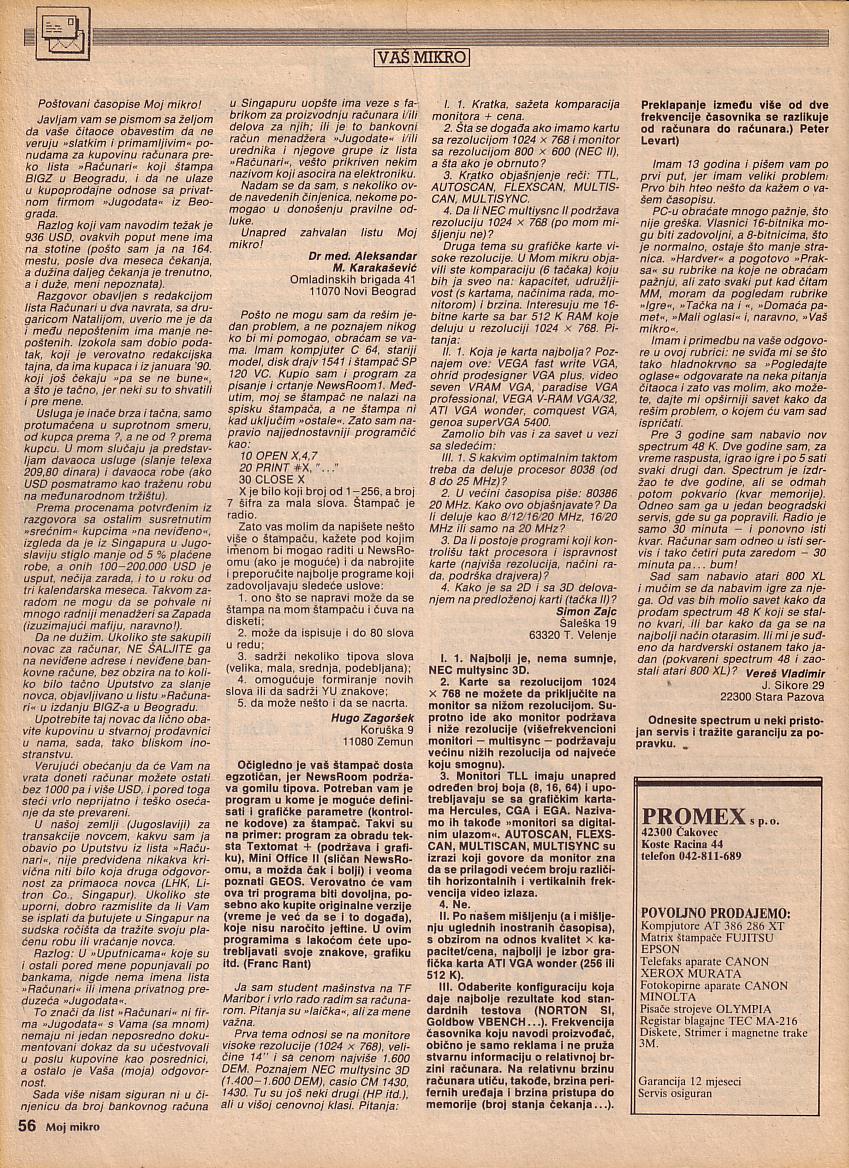 VAŠ MIKRO
Poštovani časopise Moj mikro!
Javljam vam se pismom sa željom
da vaše čitaoce obavestim da ne
veruju »slatkim i primamljivim« po-
nudama za kupovinu računara pre-
ko lista »Računari« koji štampa
BIGZ u Beogradu, i da ne ulaze
u kupoprodajne odnose sa privat-
nom firmom »Jugodata« iz Beo-
grada.
Razlog koji vam navodim težak je
936 USD, ovakvih poput mene ima
na stotine (pošto sam ja na 164.
mestu, posle dva meseca čekanja,
a dužina daljeg čekanja je trenutno,
a i duže, meni nepoznata).
Razgovor obavljen s redakcijom
lista Računari u dva navrata, sa dru-
garicom Natalijom, uverio me je da
i među nepoštenim ima manje ne-
poštenih. Izokola sam dobio poda-
tak, koji je verovatno redakcijska
tajna, da ima kupaca i iz januara '90.
koji još čekaju »pa se ne bune«,
a što je tačno, jer neki su to shvatili
i pre mene.
Usluga je inače brza i tačna, samo
protumačena u suprotnom smeru,
od kupca prema ?, a ne od ? prema
kupcu. U mom slučaju ja predstav-
ljam davaoca usluge (slanje telexa
209,80 dinara) i davaoca robe (ako
USD posmatramo kao traženu robu
na međunarodnom tržištu).
Prema procenama potvrđenim iz
razgovora sa ostalim susretnutim
»srećnim« kupcima »na neviđeno«,
izgleda da je iz Singapura u Jugo-
slaviju stiglo manje od 5 % plaćene
robe, a onih 100–200.000 USD je
usput, nečija zarada, i to u roku od
tri kalendarska meseca. Takvom za-
radom ne mogu da se pohvale ni
mnogo radniji menadžeri sa Zapada
(izuzimajući mafiju, naravno!).
Da ne dužim. Ukoliko ste sakupili
novac za računar, NE ŠALJITE ga
na neviđene adrese i neviđene ban-
kovne račune, bez obzira na to koli-
ko bilo tačno Uputstvo za slanje
novca, objavljivano u listu »Računa-
ri« u izdanju BIGZ-a u Beogradu.
Upotrebite taj novac da lično oba-
vite kupovinu u stvarnoj prodavnici
u nama, sada, tako bliskom ino-
stranstvu.
Verujući obećanju da će Vam na
vrata doneti računar možete ostati
bez 1000 pa i više USD, i pored toga
steći vrlo neprijatno i teško oseća-
nje da ste prevareni.
U našoj zemlji (Jugoslaviji) za
transakcije novcem, kakvu sam ja
obavio po Uputstvu iz lista »Raču-
nari«, nije predviđena nikakva kri-
vična niti bilo koja druga odgovor-
nost za primaoca novca (LHK, Li-
tron Co., Singapur). Ukoliko ste
uporni, dobro razmislite da li Vam
se isplati da putujete u Singapur na
sudska ročišta da tražite svoju pla-
ćenu robu ili vraćanje novca.
Razlog: U »Uputnicama« koje su
i ostali pored mene popunjavali po
bankama, nigde nema imena lista
»Računari« ili imena privatnog pre-
duzeća »Jugodata«.
To znači da list »Računari« ni fir-
ma »Jugodata« s Vama (sa mnom)
nemaju ni jedan neposredno doku-
mentovani dokaz da su učestvovali
u poslu kupovine kao posrednici,
a ostalo je Vaša (moja) odgovor-
nost.
Sada više nisam siguran ni u či-
njenicu da broj bankovnog računa
u Singapuru uopšte ima veze s fa-
brikom za proizvodnju računara i/ili
delova za njih; ili je to bankovni
račun menadžera »Jugodate« i/ili
urednika i njegove grupe iz lista
»Računari«, vešto prikriven nekim
nazivom koji asocira na elektroniku.
Nadam se da sam, s nekoliko ov-
de navedenih činjenica, nekome po-
mogao u donošenju pravilne od-
luke.
Unapred zahvalan listu Moj
mikro!
Dr med. Aleksandar
M. Karakašević
Omladinskih brigada 41
11070 Novi Beograd
Pošto ne mogu sam da rešim je-
dan problem, a ne poznajem nikog
ko bi mi pomogao, obraćam se va-
ma. Imam kompjuter C 64, stariji
model, disk drajv 1541 i štampač SP
120 VC. Kupio sam i program za
pisanje i crtanje NewsRoom1. Među-
tim, moj se štampač ne nalazi na
spisku štampača, a ne štampa ni
kad uključim »ostale«. Zato sam na-
pravio najjednostavniji programčić
kao:
10 OPEN X,4,7
20 PRINT #X, "..."
30 CLOSE X
X je bilo koji broj od 1–256, a broj
7 šifra za mala slova. Štampač je
radio.
Zato vas molim da napišete nešto
više o štampaču, kažete pod kojim
imenom bi mogao raditi u NewsRo-
omu (ako je moguće) i da nabrojite
i preporučite najbolje programe koji
zadovoljavaju sledeće uslove:
1. ono što se napravi može da se
štampa na mom štampaču i čuva na
disketi;
2. može da ispisuje i do 80 slova
u redu;
3. sadrži nekoliko tipova slova
(velika, mala, srednja, podebljana);
4. omogućuje formiranje novih
slova ili da sadrži YU znakove;
5. da može nešto i da se nacrta.
Hugo Zagoršek
Koruška 9
11080 Zemun
Očigledno je vaš štampač dosta
egzotičan, jer NewsRoom podrža-
va gomilu tipova. Potreban vam je
program u kome je moguće defini-
sati i grafičke parametre (kontrol-
ne kodove) za štampač. Takvi su
na primer: program za obradu tek-
sta Textomat + (podržava i grafi-
ku), Mini Office II (sličan NewsRo-
omu, a možda čak i bolji) i veoma
poznati GEOS. Verovatno će vam
ova tri programa biti dovoljna, po-
sebno ako kupite originalne verzije
(vreme je već da se i to događa),
koje nisu naročito jeftine. U ovim
programima s lakoćom ćete upo-
trebljavati svoje znakove, grafiku
itd. (Franc Rant)
Ja sam student mašinstva na TF
Maribor i vrlo rado radim sa računa-
rom. Pitanja su »laička«, ali za mene
važna.
Prva tema odnosi se na monitore
visoke rezolucije (1024 × 768), veli-
čine 14" i sa cenom najviše 1.600
DEM. Poznajem NEC multysinc 3D
(1.400–1.600 DEM), casio CM 1430,
1430. Tu su još neki drugi (HP itd.),
ali u višoj cenovnoj klasi. Pitanja:
I. 1. Kratka, sažeta komparacija
monitora + cena.
2. Šta se događa ako imamo kartu
sa rezolucijom 1024 × 768 i monitor
sa rezolucijom 800 × 600 (NEC II),
a šta ako je obrnuto?
3. Kratko objašnjenje reči: TTL,
AUTOSCAN, FLEXSCAN, MULTIS-
CAN, MULTISYNC.
4. Da li NEC multiysnc II podržava
rezoluciju 1024 × 768 (po mom mi-
šljenju ne)?
Druga tema su grafičke karte vi-
soke rezolucije. U Mom mikru obja-
vili ste komparaciju (6 tačaka) koju
bih ja sveo na: kapacitet, udružlji-
vost (s kartama, načinima rada, mo-
nitorom) i brzina. Interesuju me 16-
bitne karte sa bar 512 K RAM koje
deluju u rezoluciji 1024 × 768. Pi-
tanja:
II. 1. Koja je karta najbolja? Poz-
najem ove: VEGA fast write VGA,
ohrid prodesigner VGA plus, video
seven VRAM VGA, paradise VGA
professional, VEGA V-RAM VGA/32,
ATI VGA wonder, comquest VGA,
genoa superVGA 5400.
Zamolio bih vas i za savet u vezi
sa sledećim:
III. 1. S kakvim optimalnim taktom
treba da deluje procesor 8038 (od
8 do 25 MHz)?
2. U većini časopisa piše: 80386
20 MHz. Kako ovo objašnjavate? Da
li deluje kao 8/12/16/20 MHz, 16/20
MHz ili samo na 20 MHz?
3. Da li postoje programi koji kon-
trolišu takt procesora i ispravnost
karte (najviša rezolucija, načini ra-
da, podrška drajvera)?
4. Kako je sa 2D i sa 3D delova-
njem na predloženoj karti (tačka II)?
Simon Zajc
Šaleška 19
63320 T. Velenje
I. 1. Najbolji je, nema sumnje,
NEC multysinc 3D.
2. Karte sa rezolucijom 1024
× 768 ne možete da priključite na
monitor sa nižom rezolucijom. Su-
protno ide ako monitor podržava
i niže rezolucije (višefrekvencioni
monitori – multisync – podržavaju
većinu nižih rezolucija od najveće
koju smognu).
3. Monitori TLL imaju unapred
određen broj boja (8, 16, 64) i upo-
trebljavaju se sa grafičkim karta-
ma Hercules, CGA i EGA. Naziva-
mo ih takođe »monitori sa digital-
nim ulazom«. AUTOSCAN, FLEXS-
CAN, MULTISCAN, MULTISYNC su
izrazi koji govore da monitor zna
da se prilagodi većem broju različi-
tih horizontalnih i vertikalnih frek-
vencija video izlaza.
4. Ne.
II. Po našem mišljenju (a i mišlje-
nju uglednih inostranih časopisa),
s obzirom na odnos kvalitet × ka-
pacitet/cena, najbolji je izbor gra-
fička karta ATI VGA wonder (256 ili
512 K).
III. Odaberite konfiguraciju koja
daje najbolje rezultate kod stan-
dardnih testova (NORTON SI,
Goldbow VBENCH...). Frekvencija
časovnika koju navodi proizvođač,
obično je samo reklama i ne pruža
stvarnu informaciju o relativnoj br-
zini računara. Na relativnu brzinu
računara utiču, takođe, brzina peri-
fernih uređaja i brzina pristupa do
memorije (broj stanja čekanja...).
Preklapanje između više od dve
frekvencije časovnika se razlikuje
od računara do računara.) Peter
Levart)
Imam 13 godina i pišem vam po
prvi put, jer imam veliki problem.
Prvo bih hteo nešto da kažem o va-
šem časopisu.
PC-u obraćate mnogo pažnje, što
nije greška. Vlasnici 16-bitnika mo-
gu biti zadovoljni, a 8-bitnicima, što
je normalno, ostaje što manje stra-
nica. »Hardver« a pogotovo »Prak-
sa« su rubrike na koje ne obraćam
pažnju, ali zato svaki put kad čitam
MM, moram da pogledam rubrike
»Igre«, »Tačka na i «, »Domaća pa-
met«, »Mali oglasi« i, naravno, »Vaš
mikro«.
Imam i primedbu na vaše odgovo-
re u ovoj rubrici: ne sviđa mi se što
tako hladnokrvno sa »Pogledajte
oglase« odgovarate na neka pitanja
čitaoca i zato vas molim, ako može-
te, dajte mi opširniji savet kako da
rešim problem, o kojem ću vam sad
ispričati.
Pre 3 godine sam nabavio nov
spectrum 48 K. Dve godine sam, za
vreme raspusta, igrao igre i po 5 sati
svaki drugi dan. Spectrum je izdr-
žao te dve godine, ali se odmah
potom pokvario (kvar memorije).
Odneo sam ga u jedan beogradski
servis, gde su ga popravili. Radio je
samo 30 minuta – i ponovno isti
kvar. Računar sam odneo u isti ser-
vis i tako četiri puta zaredom – 30
minuta pa... bum!
Sad sam nabavio atari 800 XL
i mučim se da nabavim igre za nje-
ga. Od vas bih molio savet kako da
prodam spectrum 48 K koji se stal-
no kvari, ili bar kako da ga se na
najbolji način otarasim. Ili mi je suđ-
eno da hardverski ostanem tako ja-
dan (pokvareni spectrum 48 i zao-
stali atari 800 XL)?
Vereš Vladimir
J. Sikore 29
22300 Stara Pazova
Odnesite spectrum u neki pristo-
jan servis i tražite garanciju za po-
pravku.
PROMEX s p.o.
42300 Čakovec
Koste Racina 44
telefon 042-811-689
POVOLJNO PRODAJEMO:
Kompjutore AT 386 286 XT
Matrix štampače FUJITSU
EPSON
Telefaks aparate CANON
XEROX MURATA
Fotokopirne aparate CANON
MINOLTA
Pisaće strojeve OLYMPIA
Registar blagajne TEC MA-216
Diskete, Strimer i magnetne trake
3M.
Garancija 12 mjeseci
Servis osiguran
56 Moj mikro